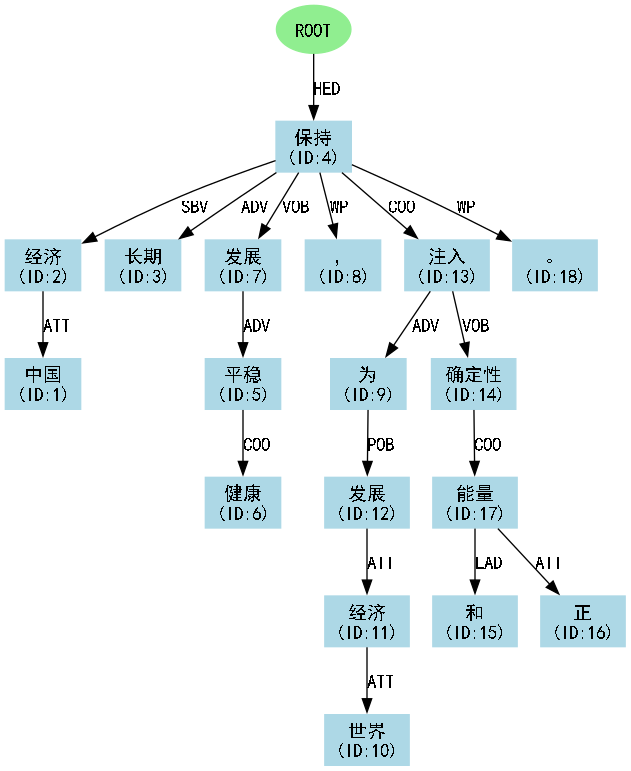 ROOT
HED
保持
(ID:4)
SBV
ADV
VOB
WP
COO
WP
经济
(ID:2)
长期
(ID:3)
发展
(ID:7)
，
(ID:8)
注入
(ID:13)
。
(ID:18)
ATT
ADV
ADV
VOB
中国
(ID:1)
平稳
(ID:5)
为
(ID:9)
确定性
(ID:14)
COO
POB
COO
健康
(ID:6)
发展
(ID:12)
能量
(ID:17)
ATT
LAD
ATT
经济
(ID:11)
和
(ID:15)
正
(ID:16)
ATT
世界
(ID:10)